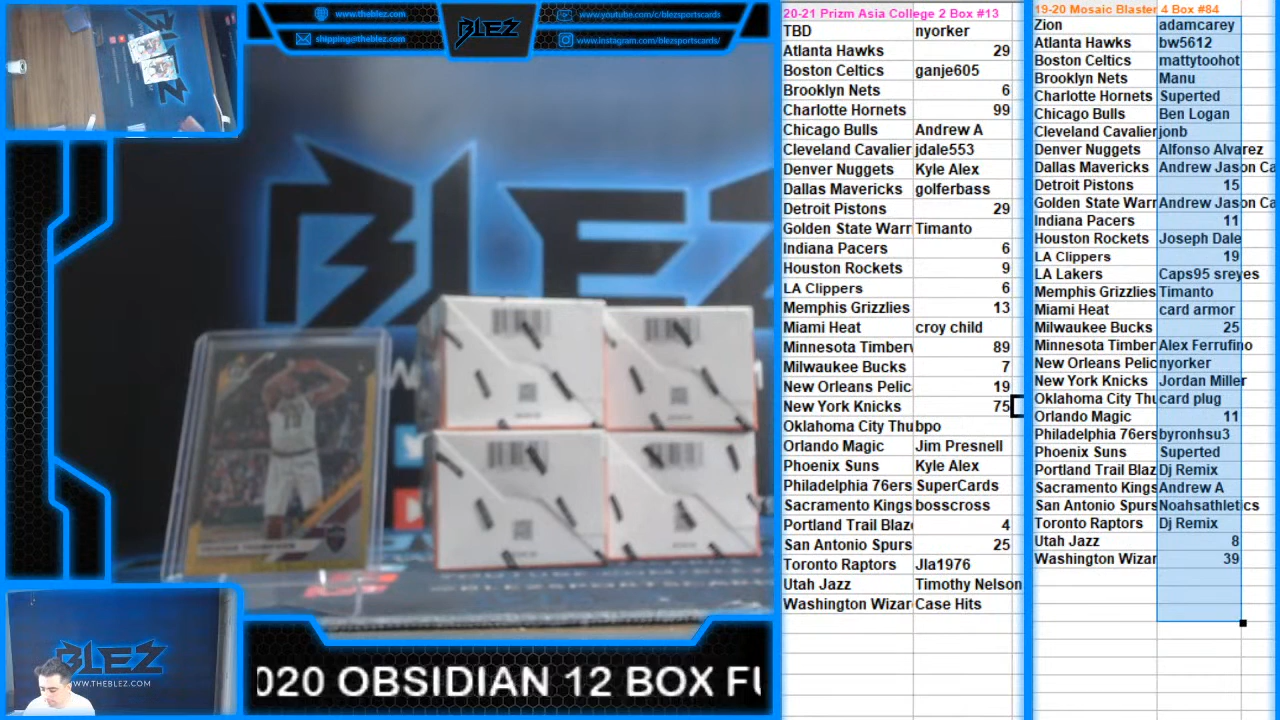 www.theblez.com
www.youtube.com/c/blezsportscards
shipping@theblez.com
www.instagram.com/blezsportscards/
BLEZ
BLEZ
BLEZ
WWW.THEBLEZ.COM
020 OBSIDIAN 12 BOX FU
20-21 Prizm Asia College 2 Box #13
TBD nyorker
Atlanta Hawks 29
Boston Celtics ganje605
Brooklyn Nets 6
Charlotte Hornets 99
Chicago Bulls Andrew A
Cleveland Cavalier jdale553
Denver Nuggets Kyle Alex
Dallas Mavericks golferbass
Detroit Pistons 29
Golden State Warr Timanto
Indiana Pacers 6
Houston Rockets 9
LA Clippers 6
Memphis Grizzlies 13
Miami Heat croy child
Minnesota Timberv 89
Milwaukee Bucks 7
New Orleans Pelic 19
New York Knicks 75
Oklahoma City Thu bpo
Orlando Magic Jim Presnell
Phoenix Suns Kyle Alex
Philadelphia 76ers SuperCards
Sacramento Kings bosscross
Portland Trail Blaze 4
San Antonio Spurs 25
Toronto Raptors Jla1976
Utah Jazz Timothy Nelson
Washington Wizar Case Hits
19-20 Mosaic Blaster 4 Box #84
Zion adamcarey
Atlanta Hawks bw5612
Boston Celtics mattytoohot
Brooklyn Nets Manu
Charlotte Hornets Superted
Chicago Bulls Ben Logan
Cleveland Cavalier jonb
Denver Nuggets Alfonso Alvarez
Dallas Mavericks Andrew Jason Ca
Detroit Pistons 15
Golden State Warr Andrew Jason Ca
Indiana Pacers 11
Houston Rockets Joseph Dale
LA Clippers 19
LA Lakers Caps95 sreyes
Memphis Grizzlies Timanto
Miami Heat card armor
Milwaukee Bucks 25
Minnesota Timber Alex Ferrufino
New Orleans Pelic nyorker
New York Knicks Jordan Miller
Oklahoma City Thu card plug
Orlando Magic 11
Philadelphia 76ers byronhsu3
Phoenix Suns Superted
Portland Trail Blaz Dj Remix
Sacramento Kings Andrew A
San Antonio Spurs Noahsathletics
Toronto Raptors Dj Remix
Utah Jazz 8
Washington Wizar 39